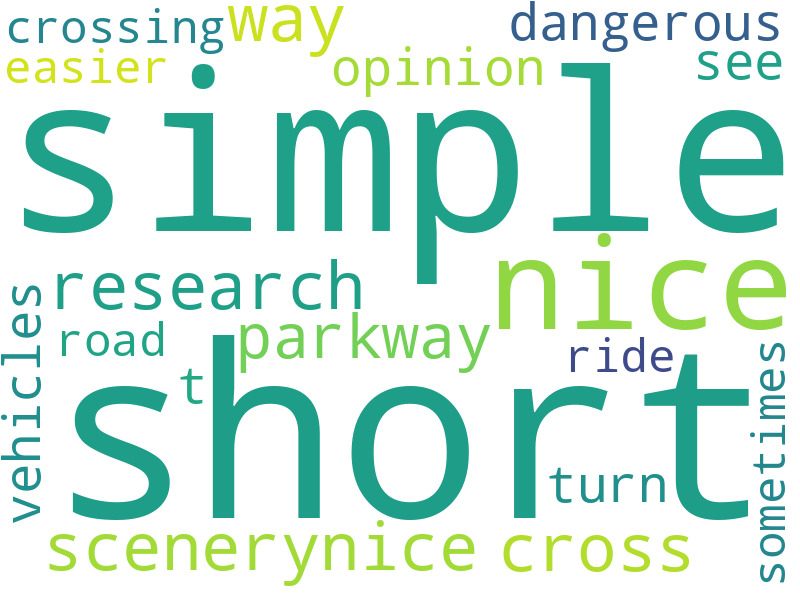 crossing way dangerous
easier opinion see
simple
research nice
vehicles road parkway ride
t
short sometimes
turn
scenerynice cross